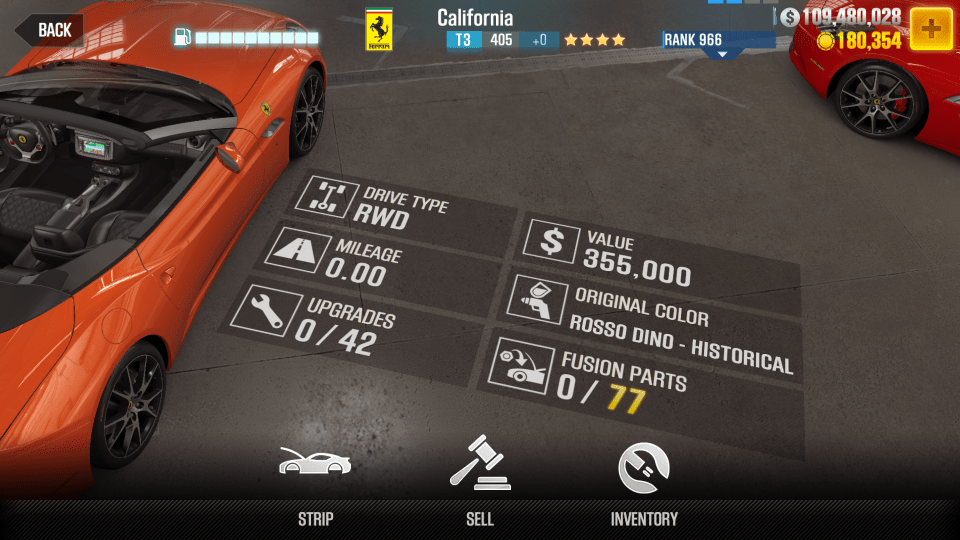 BACK
Ferrari
California
T3 405 +0
RANK 966
$ 109,480,028
180,354
DRIVE TYPE
RWD
MILEAGE
0.00
UPGRADES
0 / 42
$ VALUE
355,000
ORIGINAL COLOR
ROSSO DINO - HISTORICAL
FUSION PARTS
0 / 77
STRIP
SELL
INVENTORY